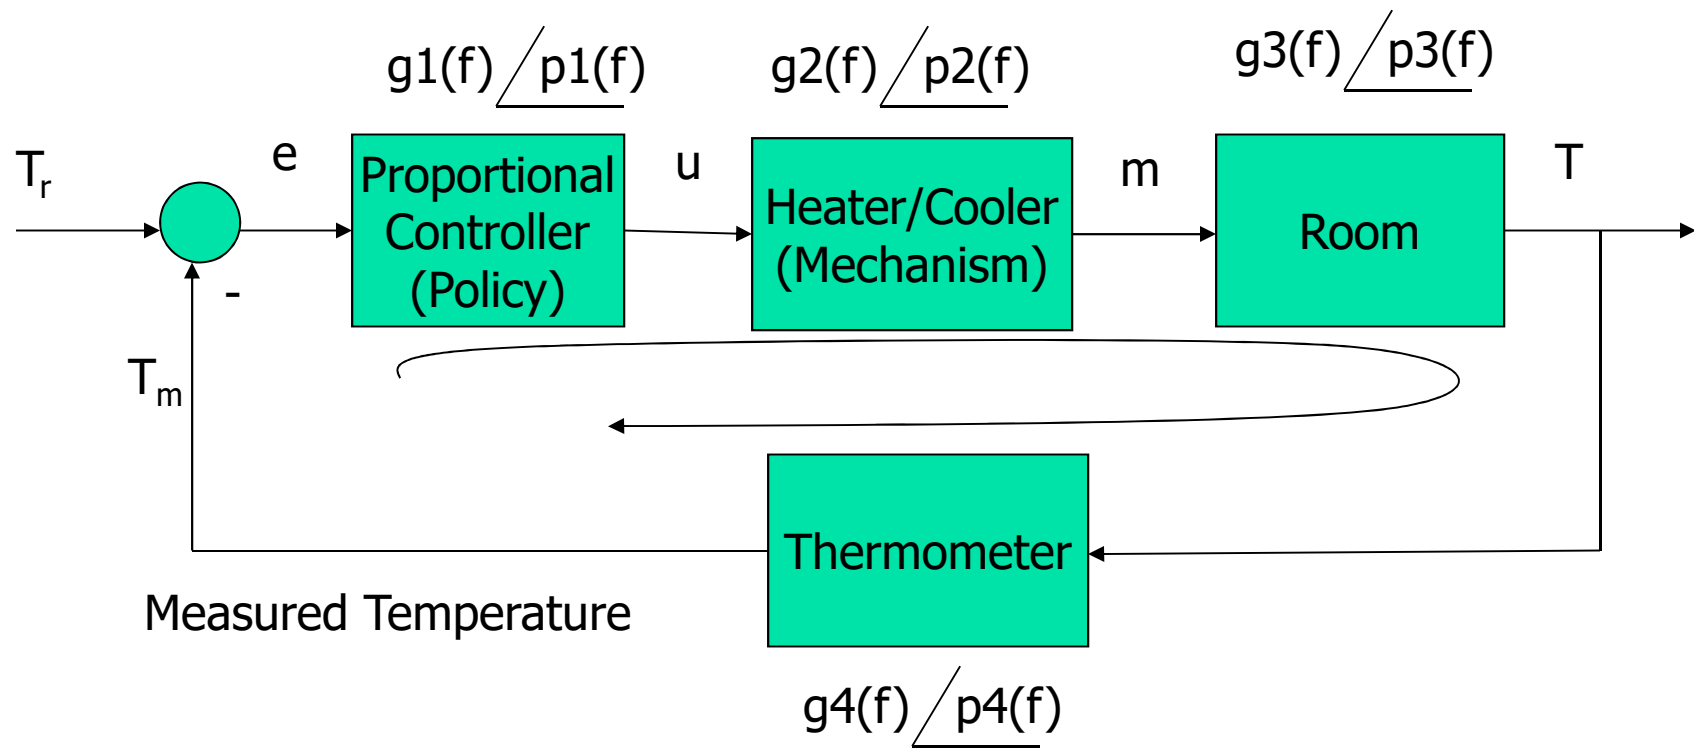 g1(f) p1(f)
g2(f) p2(f)
g3(f) p3(f)
Tr
e
Proportional
Controller
(Policy)
u
Heater/Cooler
(Mechanism)
m
Room
T
-
Tm
Thermometer
Measured Temperature
g4(f) p4(f)